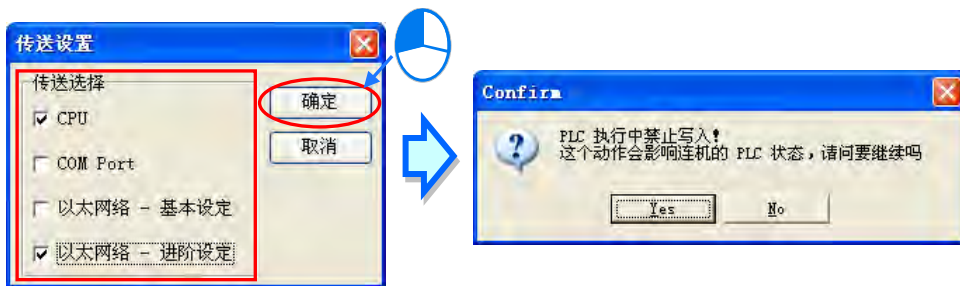 传送设置
传送选择
CPU
COM Port
以太网络 - 基本设定
以太网络 - 进阶设定
确定
取消
Confirm
PLC 执行中禁止写入!
这个动作会影响连机的 PLC 状态，请问要继续吗
Yes
No